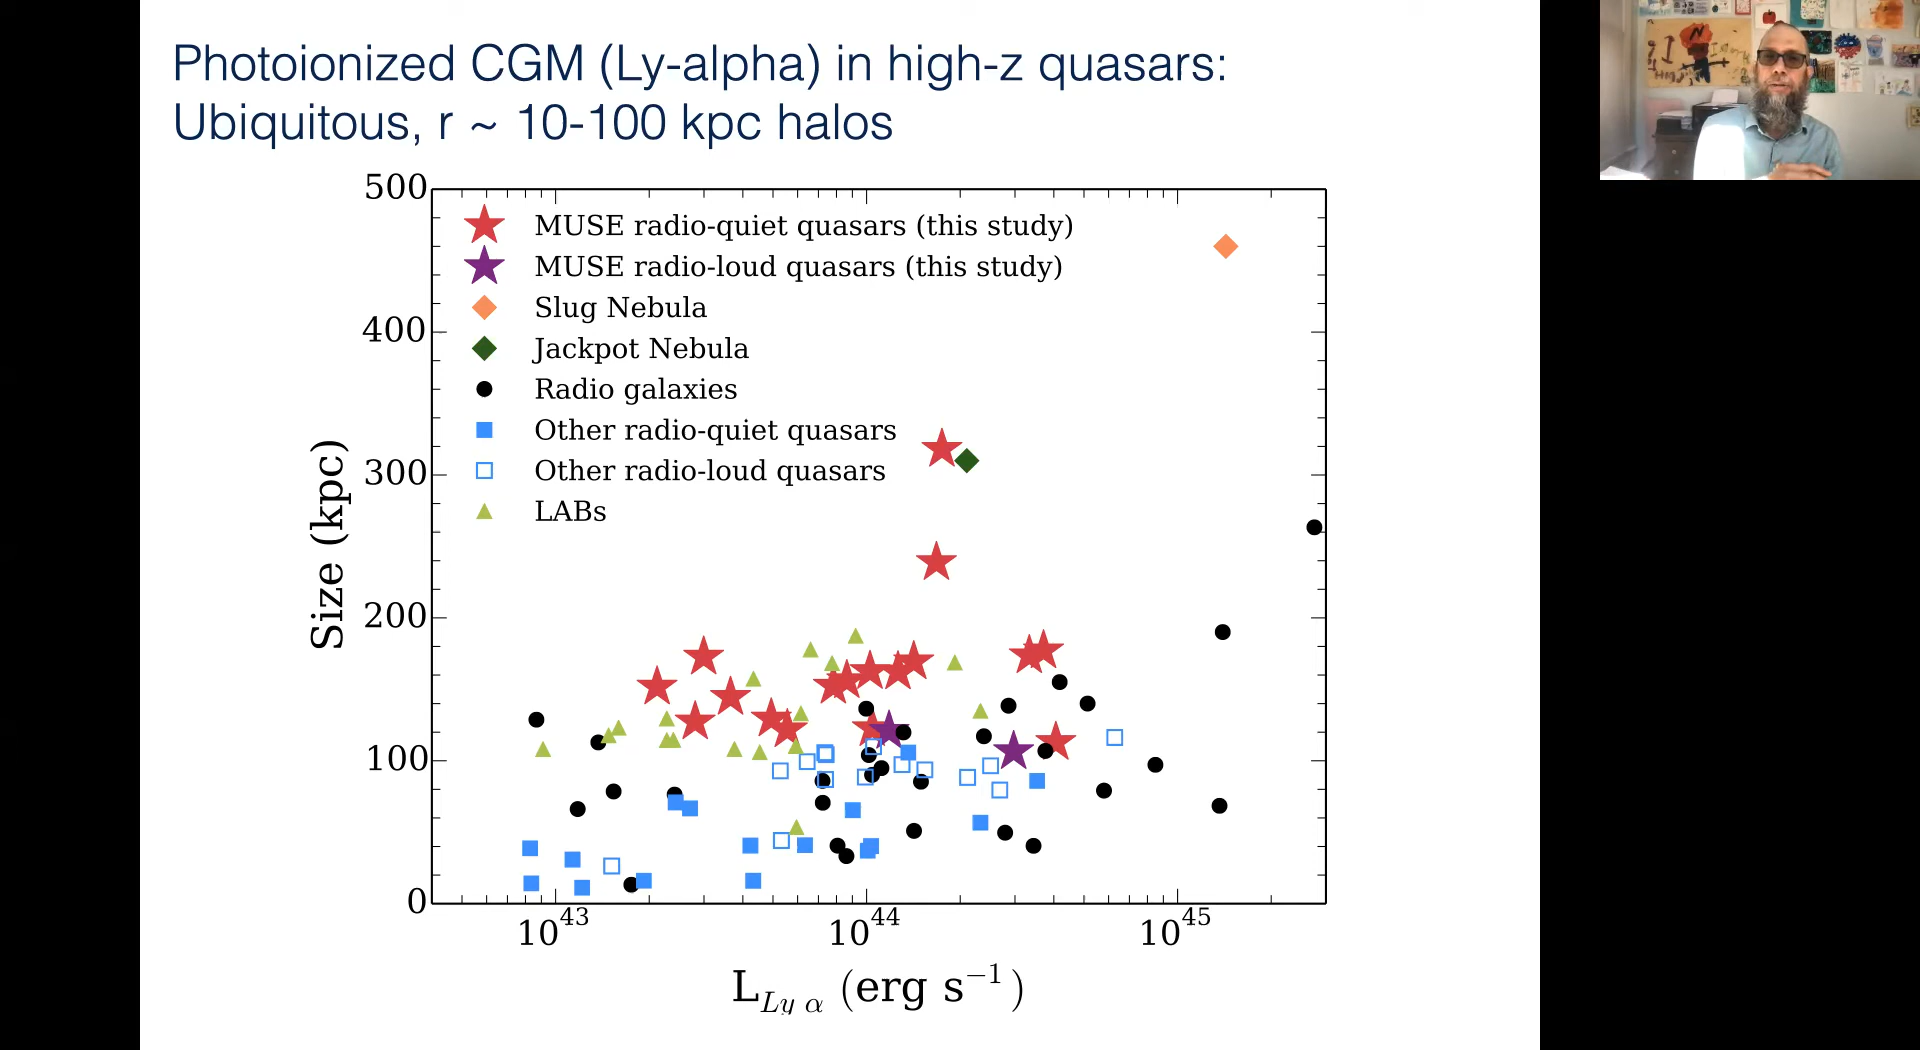 Photoionized CGM (Ly-alpha) in high-z quasars:
Ubiquitous, r ~ 10-100 kpc halos
500
400
300
200
100
0
Size (kpc)
MUSE radio-quiet quasars (this study)
MUSE radio-loud quasars (this study)
Slug Nebula
Jackpot Nebula
Radio galaxies
Other radio-quiet quasars
Other radio-loud quasars
LABs
10^43 10^44 10^45
L_Ly α (erg s^−1)